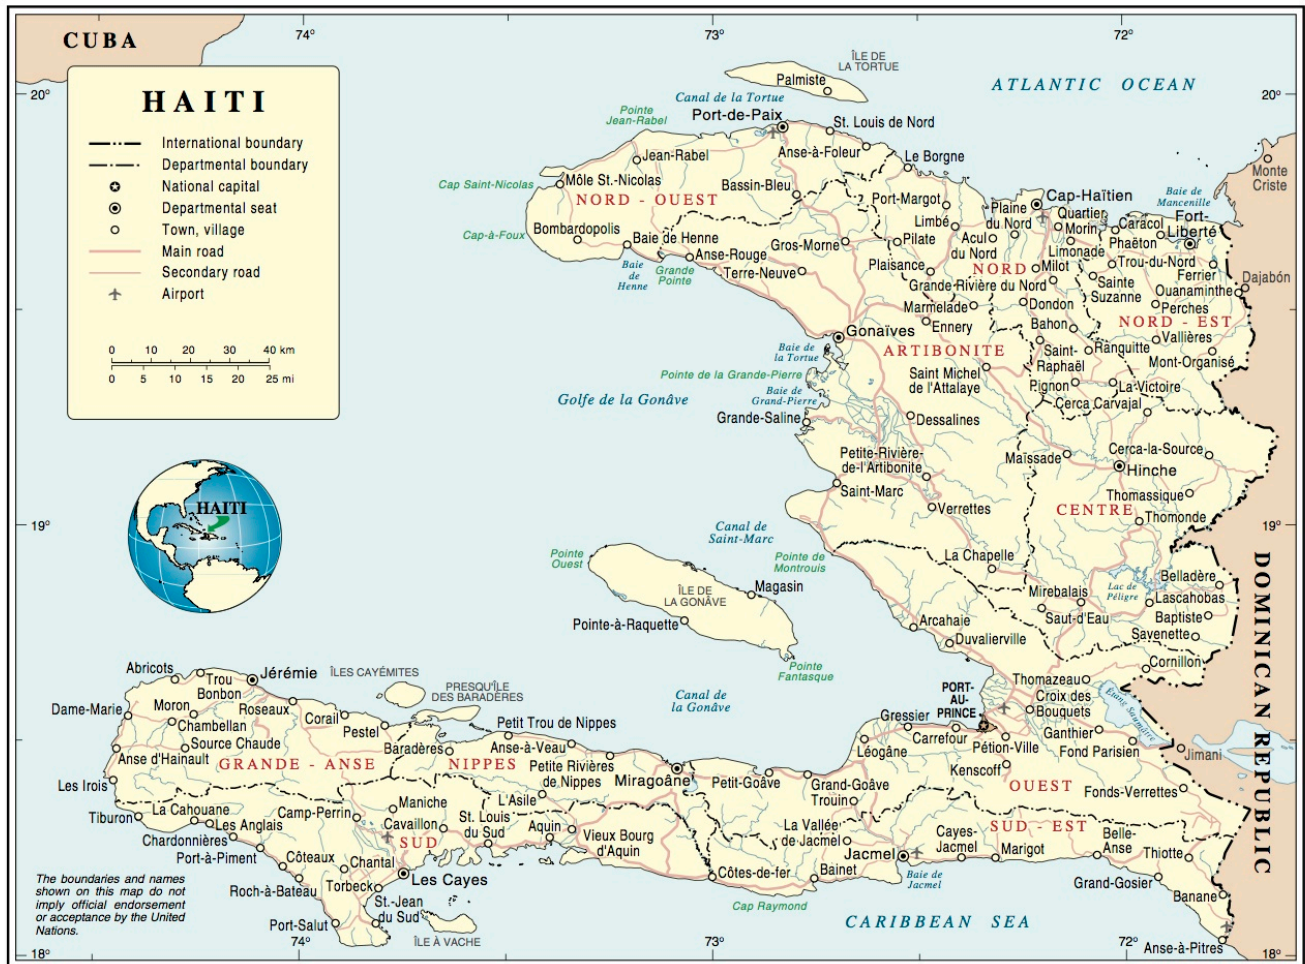 CUBA
74°
73°
72°
20°
HAITI
International boundary
Departmental boundary
National capital
Departmental seat
Town, village
Main road
Secondary road
Airport
0 10 20 30 40 km
0 5 10 15 20 25 mi
ÎLE DE
LA TORTUE
Palmiste
ATLANTIC OCEAN
20°
Canal de la Tortue
Pointe
Jean-Rabel
Port-de-Paix
St. Louis de Nord
Jean-Rabel
Anse-à-Foleur
Le Borgne
Monte
Criste
Cap Saint-Nicolas
Môle St.-Nicolas
Bassin-Bleu
NORD - OUEST
Port-Margot
Cap-Haïtien
Baie de
Mancenille
Plaine
du Nord
Quartier
Morin
Caracol
Fort-
Liberté
Limbé
Phaëton
Cap-à-Foux
Bombardopolis
Baie de Henne
Gros-Morne
Pilate
Acul
du Nord
Limonade
Anse-Rouge
Trou-du-Nord
Baie
de
Henne
Grande
Pointe
Terre-Neuve
Plaisance
NORD
Milot
Ferrier
Dajabón
Grande-Rivière du Nord
Sainte
Suzanne
Ouanaminthe
Marmelade
Dondon
Perches
Gonaïves
Ennery
Bahon
NORD - EST
Baie de
la Tortue
ARTIBONITE
Saint-
Raphaël
Ranquitte
Vallières
Mont-Organisé
Pointe de la Grande-Pierre
Saint Michel
de l'Attalaye
Pignon
La-Victoire
Baie de
Grand-Pierre
Golfe de la Gonâve
Cerca Carvajal
Grande-Saline
Dessalines
Petite-Rivière-
de-l'Artibonite
Maïssade
Cerca-la-Source
Hinche
HAITI
Saint-Marc
Thomassique
Verrettes
CENTRE
Thomonde
19°
19°
Canal de
Saint-Marc
Pointe
Ouest
Pointe de
Montrouis
La Chapelle
DOMINICAN REPUBLIC
Belladère
Lac de
Péligre
Mirebalais
Lascahobas
Magasin
ÎLE DE
LA GONÂVE
Saut-d'Eau
Baptiste
Pointe-à-Raquette
Arcahaie
Savenette
Duvalierville
Pointe
Fantasque
Cornillon
Abricots
Trou
Bonbon
Jérémie
ÎLES CAYÉMITES
PRESQU'ÎLE
DES BARADÈRES
Canal de
la Gonâve
PORT-
AU-
PRINCE
Thomazeau
Croix des
Bouquets
Étang Saumâtre
Dame-Marie
Moron
Roseaux
Corail
Chambellan
Pestel
Petit Trou de Nippes
Gressier
Carrefour
Ganthier
Source Chaude
Baradères
Anse-à-Veau
Léogâne
Pétion-Ville
Fond Parisien
Jimani
Anse d'Hainault
GRANDE - ANSE
NIPPES
Petite Rivières
de Nippes
Miragoâne
Petit-Goâve
Grand-Goâve
Kenscoff
OUEST
Les Irois
Fonds-Verrettes
Tiburon
La Cahouane
Camp-Perrin
Maniche
L'Asile
Trouin
Les Anglais
Cavaillon
St. Louis
du Sud
Aquin
Vieux Bourg
d'Aquin
La Vallée
de Jacmel
SUD - EST
Chardonnières
SUD
Cayes-
Jacmel
Belle-
Anse
Port-à-Piment
Côteaux
Chantal
Jacmel
Marigot
Thiotte
Roch-à-Bateau
Torbeck
Les Cayes
Côtes-de-fer
Bainet
Baie de
Jacmel
Grand-Gosier
Banane
The boundaries and names
shown on this map do not
imply official endorsement
or acceptance by the United
Nations.
Port-Salut
St.-Jean
du Sud
ÎLE À VACHE
Cap Raymond
CARIBBEAN SEA
Anse-à-Pitres
18°
74°
73°
72°
18°